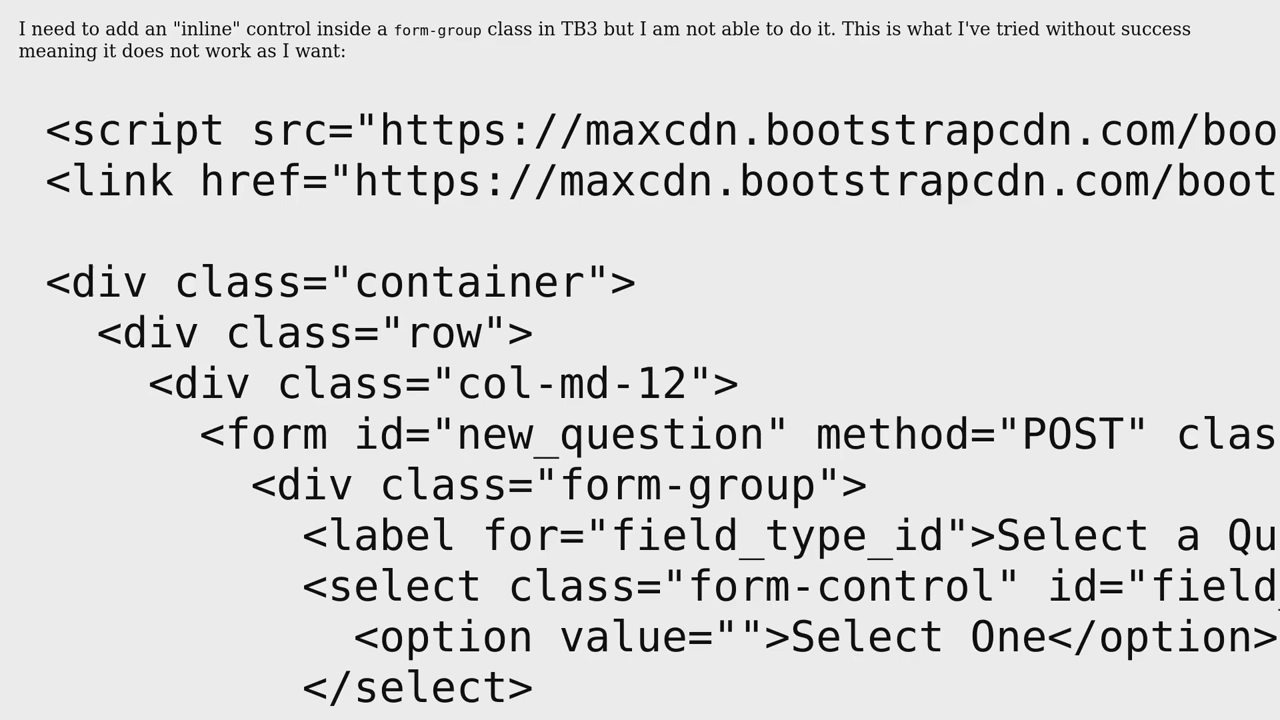 I need to add an "inline" control inside a form-group class in TB3 but I am not able to do it. This is what I've tried without success
meaning it does not work as I want:
<script src="https://maxcdn.bootstrapcdn.com/boo
<link href="https://maxcdn.bootstrapcdn.com/boot
<div class="container">
<div class="row">
<div class="col-md-12">
<form id="new_question" method="POST" clas
<div class="form-group">
<label for="field_type_id">Select a Qu
<select class="form-control" id="field_
<option value="">Select One</option>
</select>